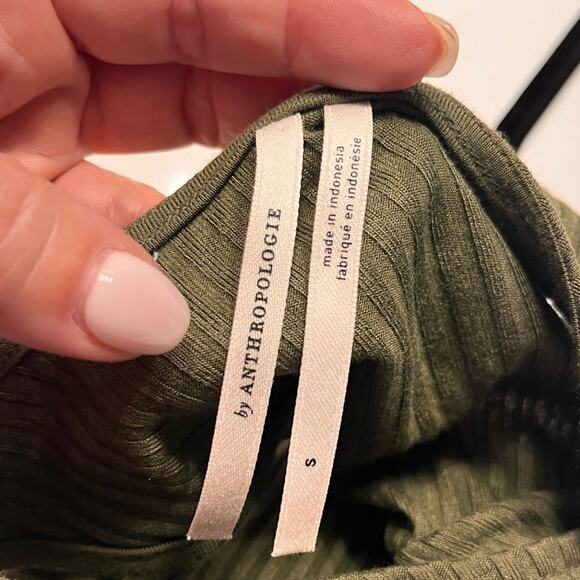 by ANTHROPOLOGIE
made in indonesia
fabriqué en indonésie
S